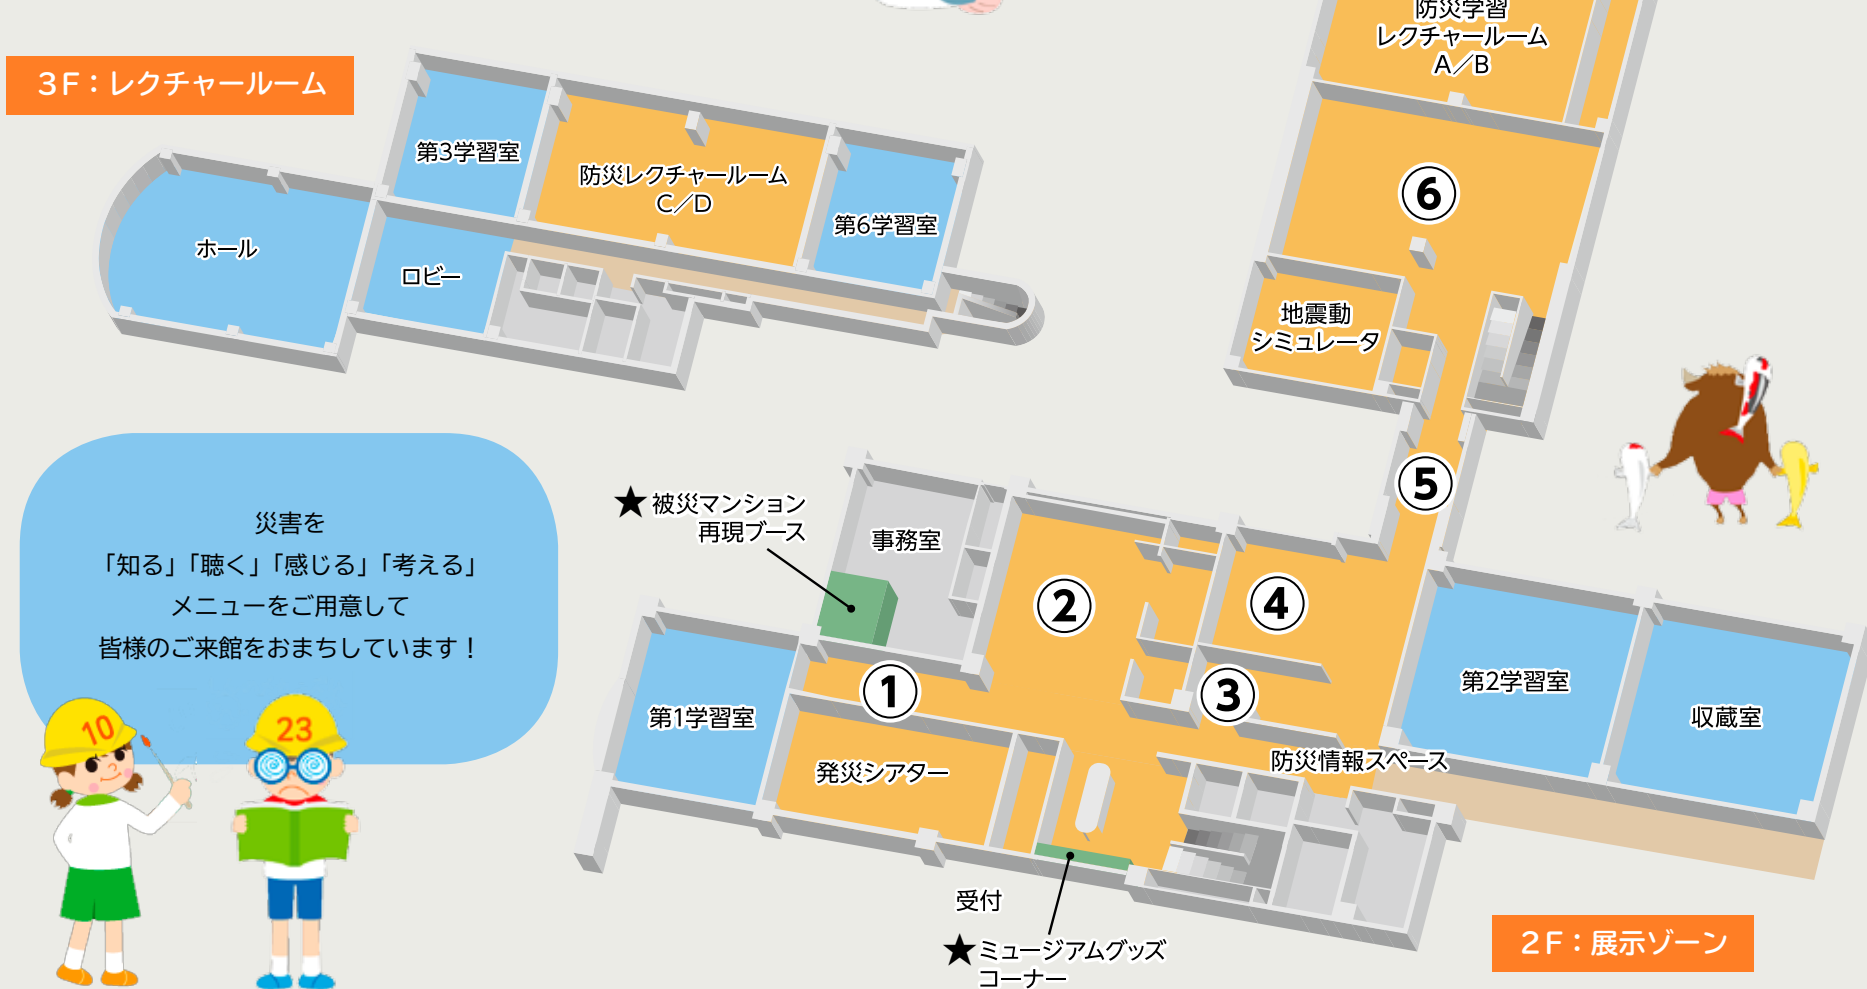 防災学習
レクチャールーム
A／B
3F：レクチャールーム
第3学習室
防災レクチャールーム
C／D
第6学習室
ホール
ロビー
⑥
地震動
シミュレータ
⑤
★被災マンション
再現ブース
事務室
②
④
①
③
第1学習室
発災シアター
防災情報スペース
第2学習室
収蔵室
災害を
「知る」「聴く」「感じる」「考える」
メニューをご用意して
皆様のご来館をおまちしています！
10
23
受付
★ミュージアムグッズ
コーナー
2F：展示ゾーン